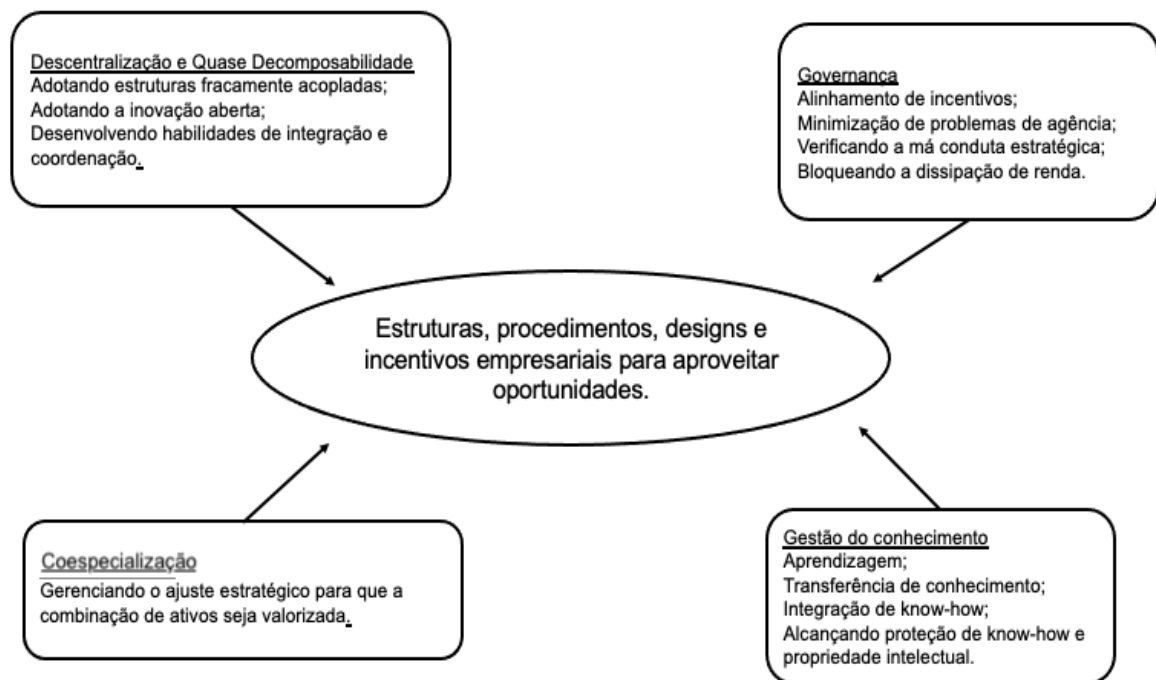 Descentralização e Quase Decomposabilidade
Adotando estruturas fracamente acopladas;
Adotando a inovação aberta;
Desenvolvendo habilidades de integração e
coordenação.
Governança
Alinhamento de incentivos;
Minimização de problemas de agência;
Verificando a má conduta estratégica;
Bloqueando a dissipação de renda.
Estruturas, procedimentos, designs e
incentivos empresariais para aproveitar
oportunidades.
Coespecialização
Gerenciando o ajuste estratégico para que a
combinação de ativos seja valorizada.
Gestão do conhecimento
Aprendizagem;
Transferência de conhecimento;
Integração de know-how;
Alcançando proteção de know-how e
propriedade intelectual.